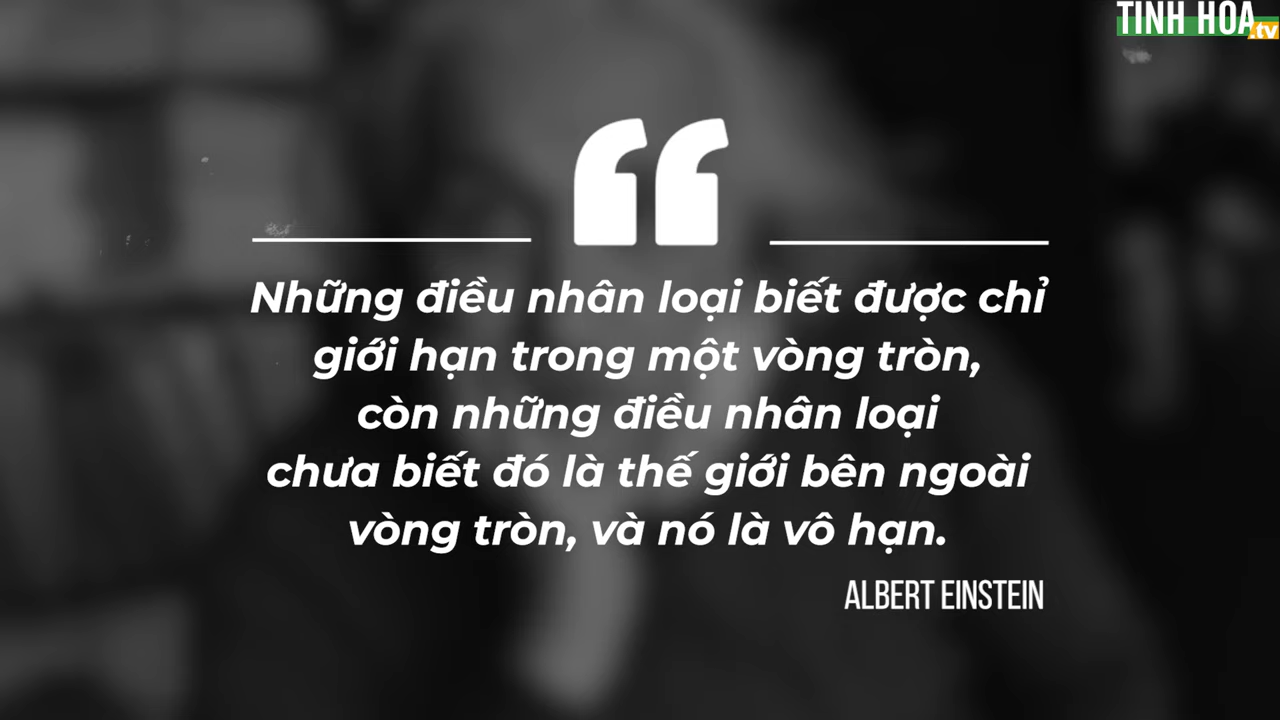 TINH HOA
.tv
Những điều nhân loại biết được chỉ
giới hạn trong một vòng tròn,
còn những điều nhân loại
chưa biết đó là thế giới bên ngoài
vòng tròn, và nó là vô hạn.
ALBERT EINSTEIN